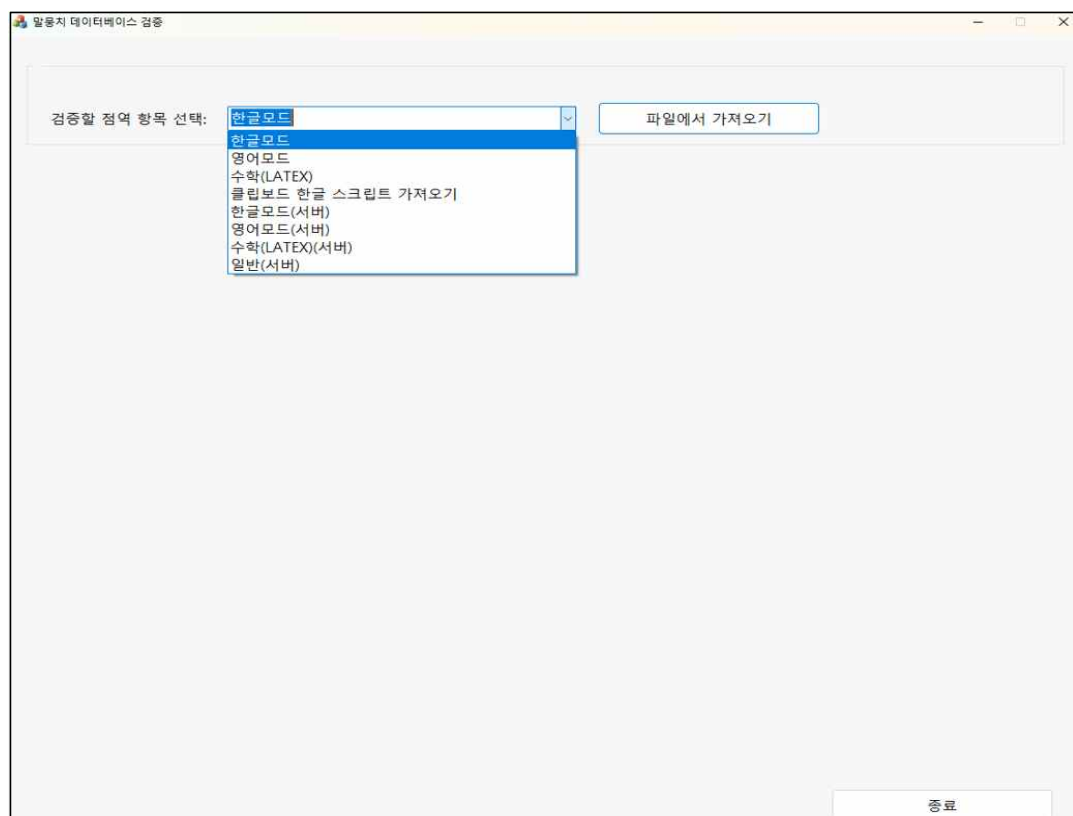 말뭉치 데이터베이스 검증
검증할 점역 항목 선택: 한글모드 파일에서 가져오기
한글모드
영어모드
수학(LATEX)
클립보드 한글 스크립트 가져오기
한글모드(서버)
영어모드(서버)
수학(LATEX)(서버)
일반(서버)
종료